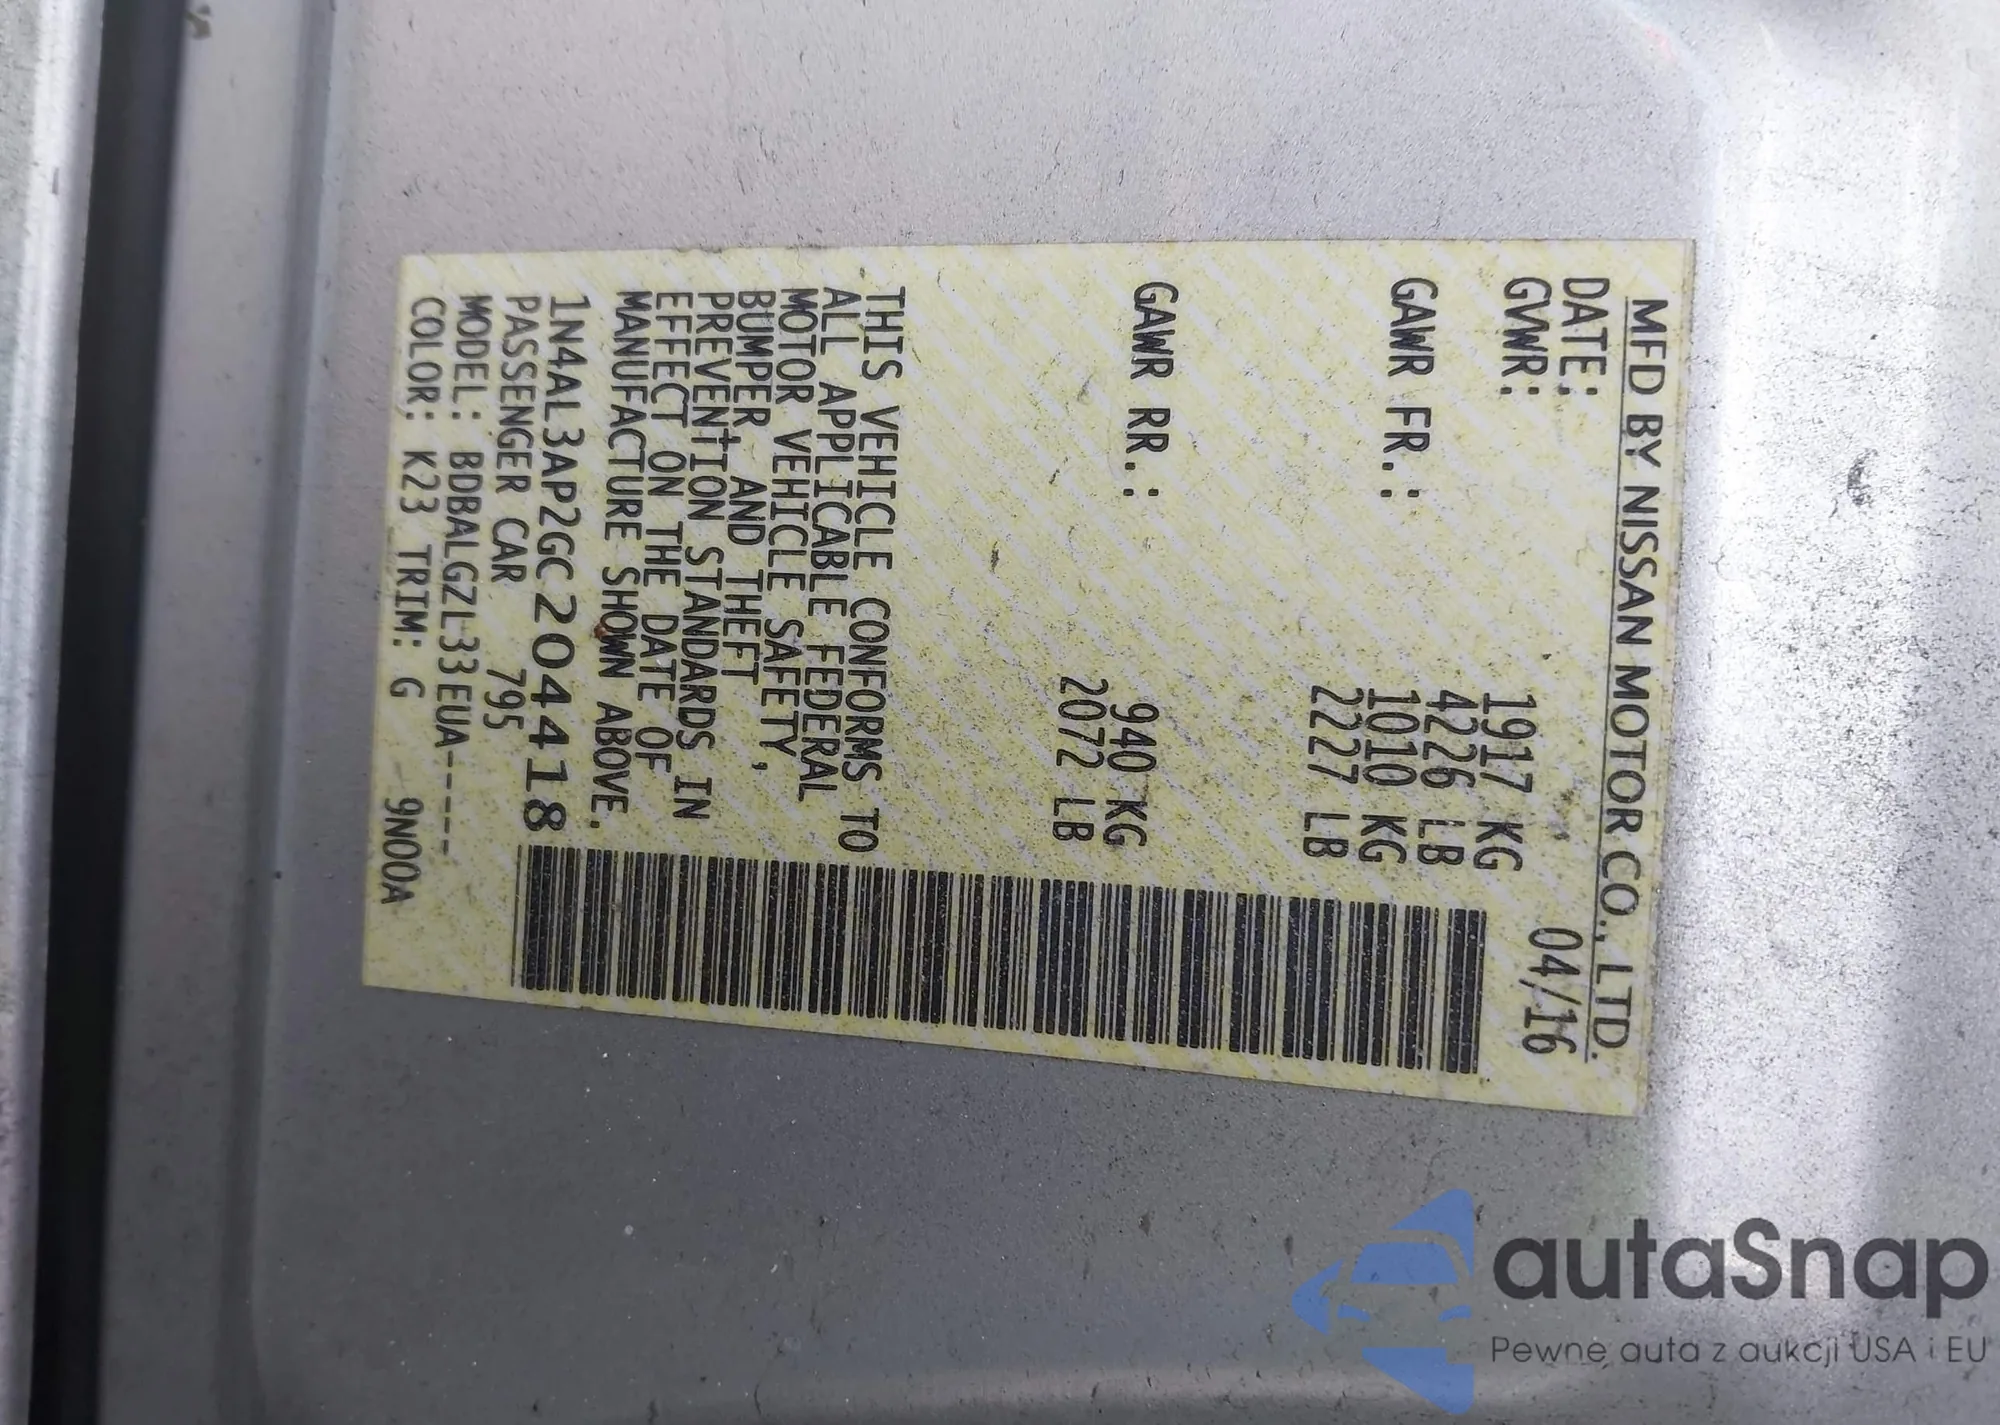 MFD BY NISSAN MOTOR CO., LTD.
DATE: 04/16
GVWR: 1917 KG
4226 LB
GAWR FR.: 1010 KG
2227 LB
GAWR RR.: 940 KG
2072 LB
THIS VEHICLE CONFORMS TO
ALL APPLICABLE FEDERAL
MOTOR VEHICLE SAFETY,
BUMPER AND THEFT
PREVENTION STANDARDS IN
EFFECT ON THE DATE OF
MANUFACTURE SHOWN ABOVE.
1N4AL3AP2GC204418
PASSENGER CAR 795
MODEL: BDBALGZL33EUA-----
COLOR: K23 TRIM: G 9N00A
autaSnap
Pewne auta z aukcji USA i EU